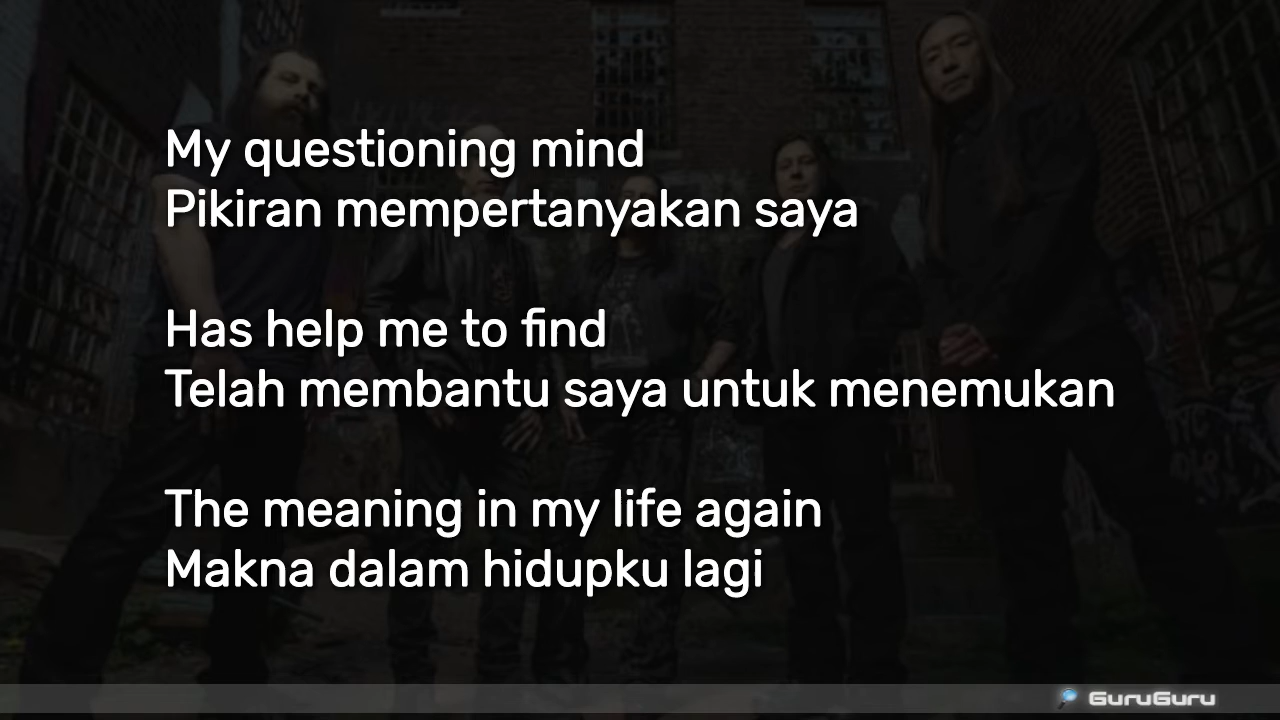 My questioning mind
Pikiran mempertanyakan saya
Has help me to find
Telah membantu saya untuk menemukan
The meaning in my life again
Makna dalam hidupku lagi
GuruGuru